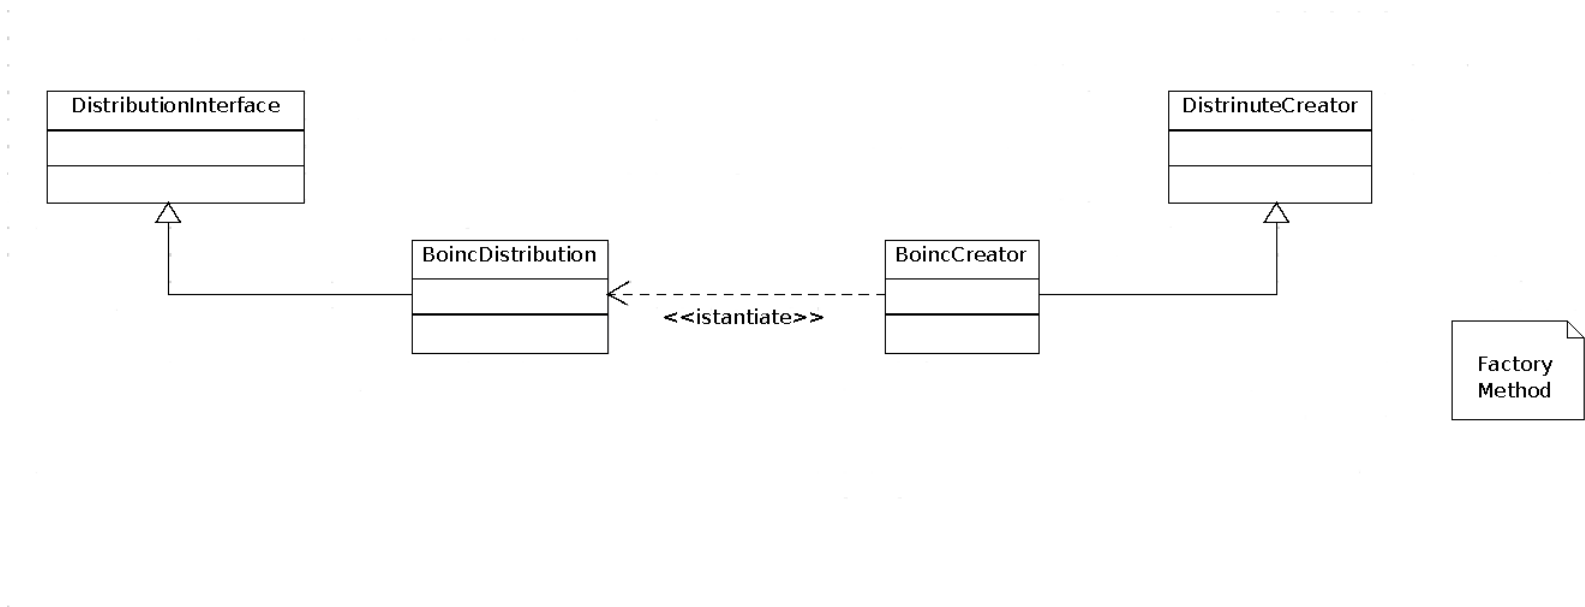 DistributionInterface
DistrinuteCreator
BoincDistribution
BoincCreator
<<istantiate>>
Factory
Method